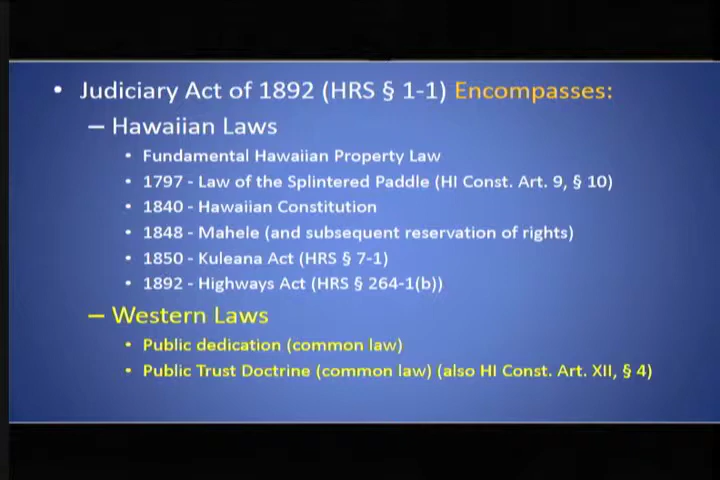 • Judiciary Act of 1892 (HRS § 1-1) Encompasses:
– Hawaiian Laws
• Fundamental Hawaiian Property Law
• 1797 - Law of the Splintered Paddle (HI Const. Art. 9, § 10)
• 1840 - Hawaiian Constitution
• 1848 - Mahele (and subsequent reservation of rights)
• 1850 - Kuleana Act (HRS § 7-1)
• 1892 - Highways Act (HRS § 264-1(b))
– Western Laws
• Public dedication (common law)
• Public Trust Doctrine (common law) (also HI Const. Art. XII, § 4)